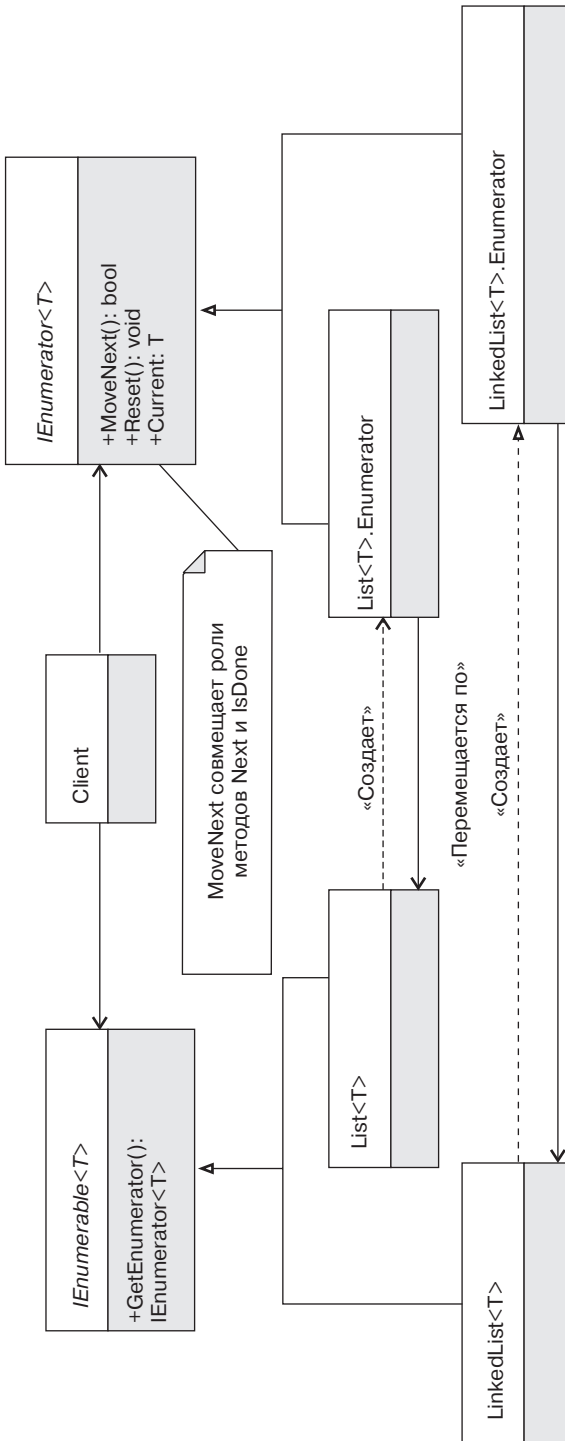 IEnumerable<T>
+GetEnumerator():
IEnumerator<T>
Client
IEnumerator<T>
+MoveNext(): bool
+Reset(): void
+Current: T
MoveNext совмещает роли
методов Next и IsDone
List<T>
«Создает»
List<T>.Enumerator
«Перемещается по»
LinkedList<T>
«Создает»
LinkedList<T>.Enumerator